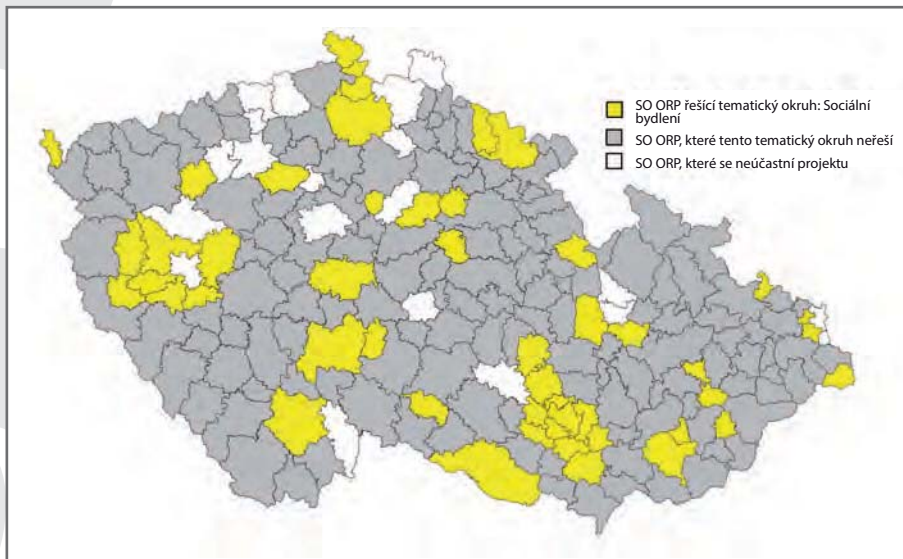 SO ORP řešící tematický okruh: Sociální
bydlení
SO ORP, které tento tematický okruh neřeší
SO ORP, které se neúčastní projektu